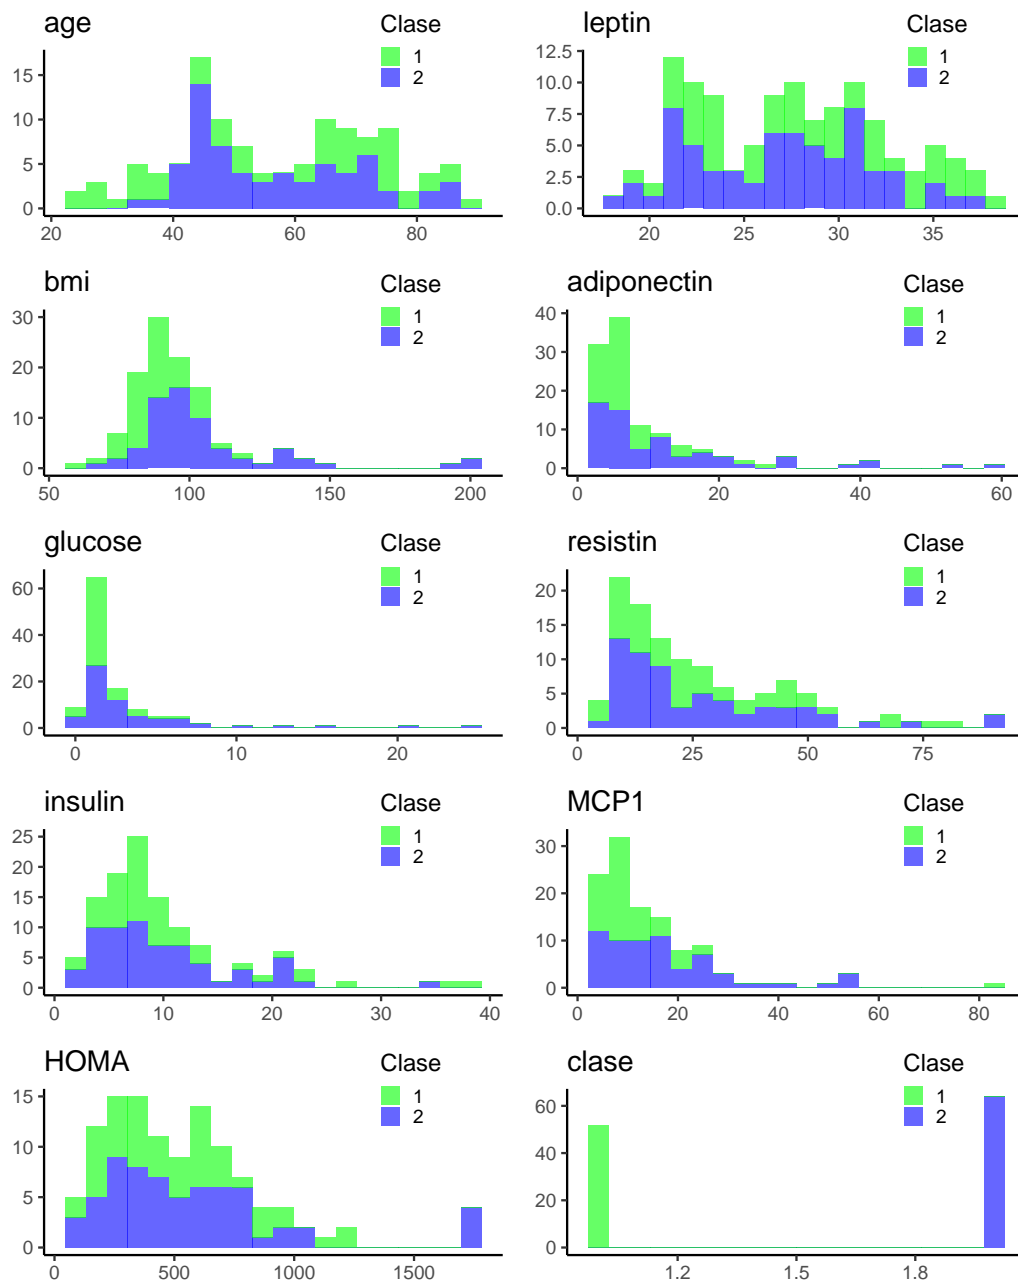 age
Clase
1
2
15
10
5
0
20 40 60 80
leptin
Clase
1
2
12.5
10.0
7.5
5.0
2.5
0.0
20 25 30 35
bmi
Clase
1
2
30
20
10
0
50 100 150 200
adiponectin
Clase
1
2
40
30
20
10
0
0 20 40 60
glucose
Clase
1
2
60
40
20
0
0 10 20
resistin
Clase
1
2
20
15
10
5
0
0 25 50 75
insulin
Clase
1
2
25
20
15
10
5
0
0 10 20 30 40
MCP1
Clase
1
2
30
20
10
0
0 20 40 60 80
HOMA
Clase
1
2
15
10
5
0
0 500 1000 1500
clase
Clase
1
2
60
40
20
0
1.2 1.5 1.8